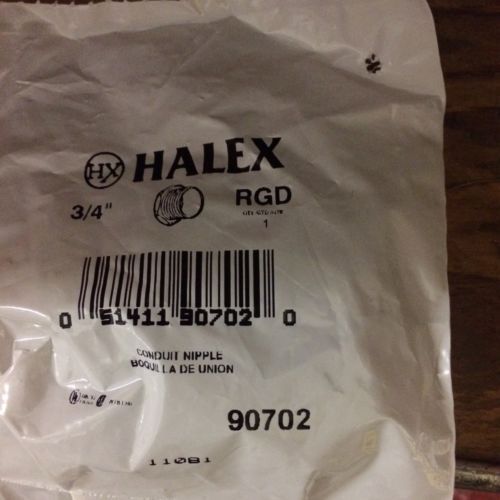 HX HALEX
3/4" RGD
1
0 51411 90702 0
CONDUIT NIPPLE
BOQUILLA DE UNION
90702
11081